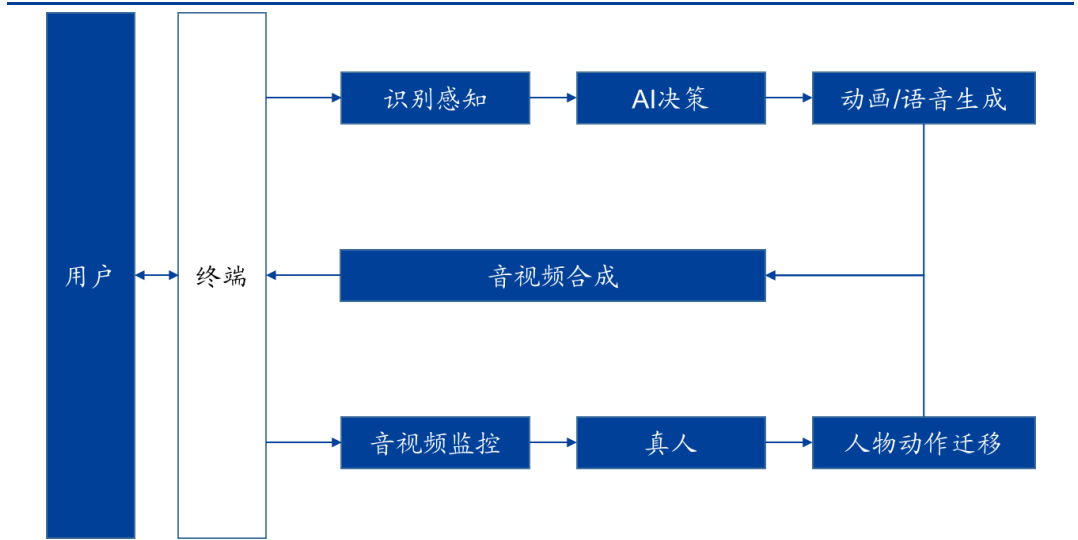 识别感知
AI决策
动画/语音生成
用户
终端
音视频合成
音视频监控
真人
人物动作迁移